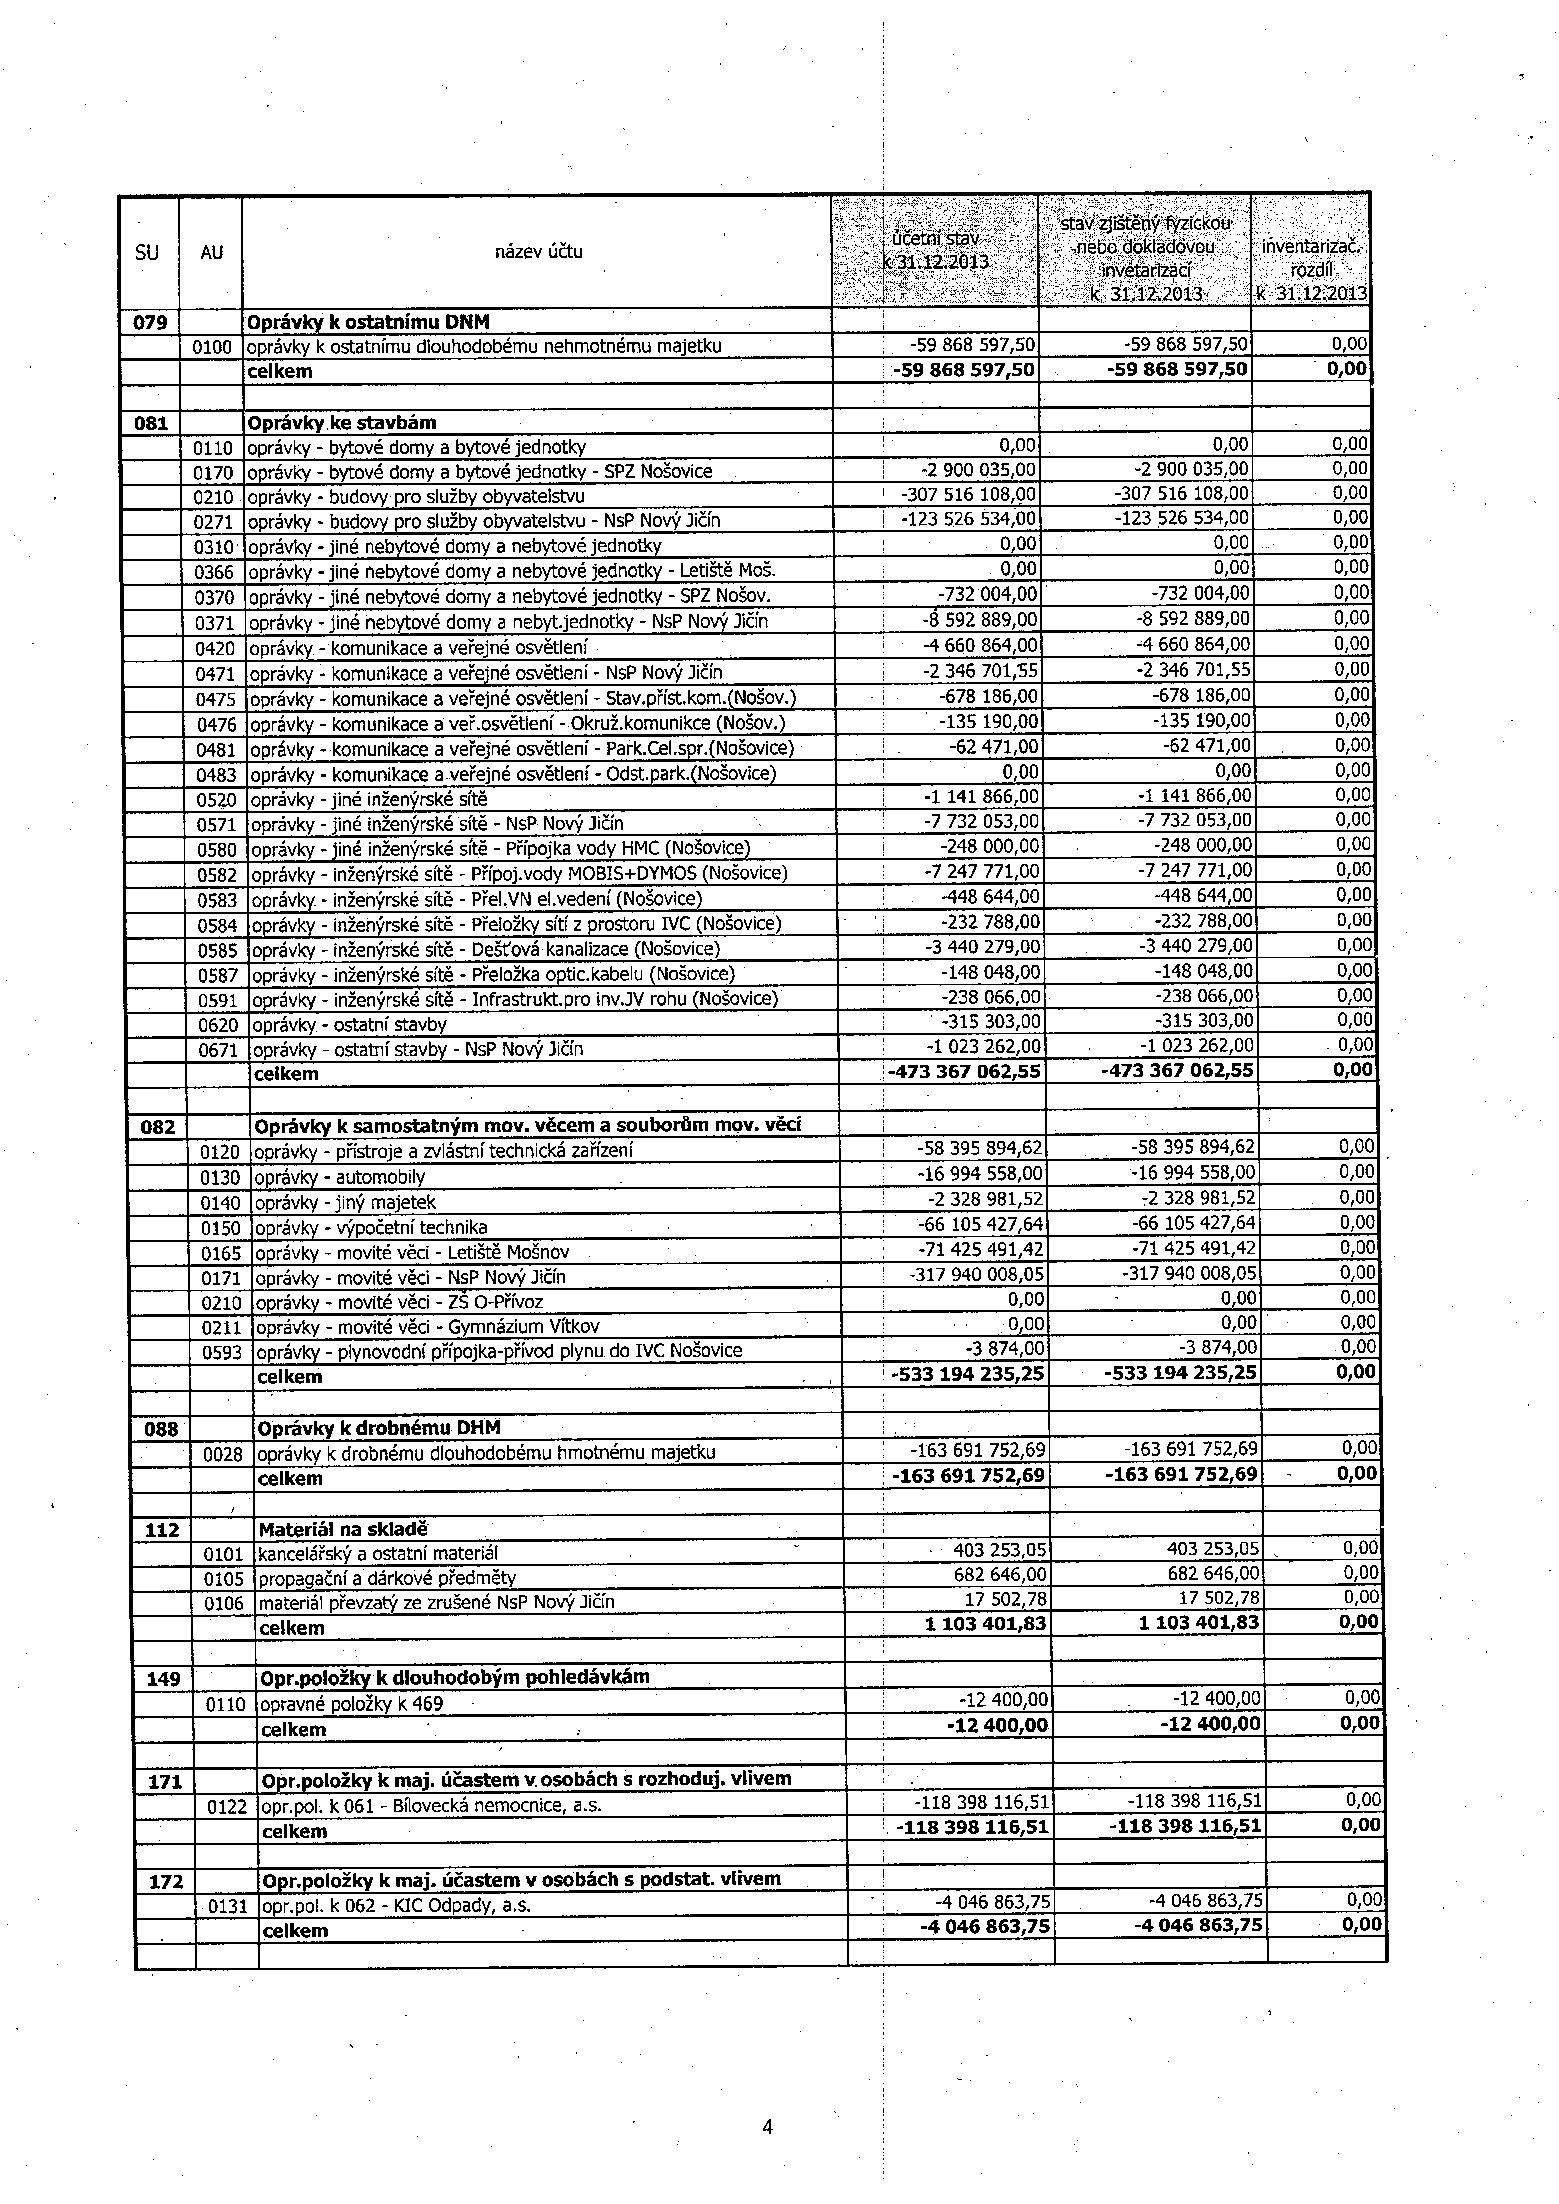 SU AU název účtu účetní stav k 31.12.2013 stav zjištěný fyzickou nebo dokladovou invetarizací k 31.12.2013 inventarizač. rozdíl k 31.12.2013
079 Oprávky k ostatnímu DNM
0100 oprávky k ostatnímu dlouhodobému nehmotnému majetku -59 868 597,50 -59 868 597,50 0,00
celkem -59 868 597,50 -59 868 597,50 0,00
081 Oprávky ke stavbám
0110 oprávky - bytové domy a bytové jednotky 0,00 0,00 0,00
0170 oprávky - bytové domy a bytové jednotky - SPZ Nošovice -2 900 035,00 -2 900 035,00 0,00
0210 oprávky - budovy pro služby obyvatelstvu -307 516 108,00 -307 516 108,00 0,00
0271 oprávky - budovy pro služby obyvatelstvu - NsP Nový Jičín -123 526 534,00 -123 526 534,00 0,00
0310 oprávky - jiné nebytové domy a nebytové jednotky 0,00 0,00 0,00
0366 oprávky - jiné nebytové domy a nebytové jednotky - Letiště Moš. 0,00 0,00 0,00
0370 oprávky - jiné nebytové domy a nebytové jednotky - SPZ Nošov. -732 004,00 -732 004,00 0,00
0371 oprávky - jiné nebytové domy a nebyt.jednotky - NsP Nový Jičín -8 592 889,00 -8 592 889,00 0,00
0420 oprávky - komunikace a veřejné osvětlení -4 660 864,00 -4 660 864,00 0,00
0471 oprávky - komunikace a veřejné osvětlení - NsP Nový Jičín -2 346 701,55 -2 346 701,55 0,00
0475 oprávky - komunikace a veřejné osvětlení - Stav.příst.kom.(Nošov.) -678 186,00 -678 186,00 0,00
0476 oprávky - komunikace a veř.osvětlení - Okruž.komunikce (Nošov.) -135 190,00 -135 190,00 0,00
0481 oprávky - komunikace a veřejné osvětlení - Park.Cel.spr.(Nošovice) -62 471,00 -62 471,00 0,00
0483 oprávky - komunikace a veřejné osvětlení - Odst.park.(Nošovice) 0,00 0,00 0,00
0520 oprávky - jiné inženýrské sítě -1 141 866,00 -1 141 866,00 0,00
0571 oprávky - jiné inženýrské sítě - NsP Nový Jičín -7 732 053,00 -7 732 053,00 0,00
0580 oprávky - jiné inženýrské sítě - Přípojka vody HMC (Nošovice) -248 000,00 -248 000,00 0,00
0582 oprávky - inženýrské sítě - Přípoj.vody MOBIS+DYMOS (Nošovice) -7 247 771,00 -7 247 771,00 0,00
0583 oprávky - inženýrské sítě - Přel.VN el.vedení (Nošovice) -448 644,00 -448 644,00 0,00
0584 oprávky - inženýrské sítě - Přeložky sítí z prostoru IVC (Nošovice) -232 788,00 -232 788,00 0,00
0585 oprávky - inženýrské sítě - Dešťová kanalizace (Nošovice) -3 440 279,00 -3 440 279,00 0,00
0587 oprávky - inženýrské sítě - Přeložka optic.kabelu (Nošovice) -148 048,00 -148 048,00 0,00
0591 oprávky - inženýrské sítě - Infrastrukt.pro inv.JV rohu (Nošovice) -238 066,00 -238 066,00 0,00
0620 oprávky - ostatní stavby -315 303,00 -315 303,00 0,00
0671 oprávky - ostatní stavby - NsP Nový Jičín -1 023 262,00 -1 023 262,00 0,00
celkem -473 367 062,55 -473 367 062,55 0,00
082 Oprávky k samostatným mov. věcem a souborům mov. věcí
0120 oprávky - přístroje a zvlástní technická zařízení -58 395 894,62 -58 395 894,62 0,00
0130 oprávky - automobily -16 994 558,00 -16 994 558,00 0,00
0140 oprávky - jiný majetek -2 328 981,52 -2 328 981,52 0,00
0150 oprávky - výpočetní technika -66 105 427,64 -66 105 427,64 0,00
0165 oprávky - movité věci - Letiště Mošnov -71 425 491,42 -71 425 491,42 0,00
0171 oprávky - movité věci - NsP Nový Jičín -317 940 008,05 -317 940 008,05 0,00
0210 oprávky - movité věci - ZŠ O-Přívoz 0,00 0,00 0,00
0211 oprávky - movité věci - Gymnázium Vítkov 0,00 0,00 0,00
0593 oprávky - plynovodní přípojka-přívod plynu do IVC Nošovice -3 874,00 -3 874,00 0,00
celkem -533 194 235,25 -533 194 235,25 0,00
088 Oprávky k drobnému DHM
0028 oprávky k drobnému dlouhodobému hmotnému majetku -163 691 752,69 -163 691 752,69 0,00
celkem -163 691 752,69 -163 691 752,69 0,00
112 Materiál na skladě
0101 kancelářský a ostatní materiál 403 253,05 403 253,05 0,00
0105 propagační a dárkové předměty 682 646,00 682 646,00 0,00
0106 materiál převzatý ze zrušené NsP Nový Jičín 17 502,78 17 502,78 0,00
celkem 1 103 401,83 1 103 401,83 0,00
149 Opr.položky k dlouhodobým pohledávkám
0110 opravné položky k 469 -12 400,00 -12 400,00 0,00
celkem -12 400,00 -12 400,00 0,00
171 Opr.položky k maj. účastem v osobách s rozhoduj. vlivem
0122 opr.pol. k 061 - Bílovecká nemocnice, a.s. -118 398 116,51 -118 398 116,51 0,00
celkem -118 398 116,51 -118 398 116,51 0,00
172 Opr.položky k maj. účastem v osobách s podstat. vlivem
0131 opr.pol. k 062 - KIC Odpady, a.s. -4 046 863,75 -4 046 863,75 0,00
celkem -4 046 863,75 -4 046 863,75 0,00
4